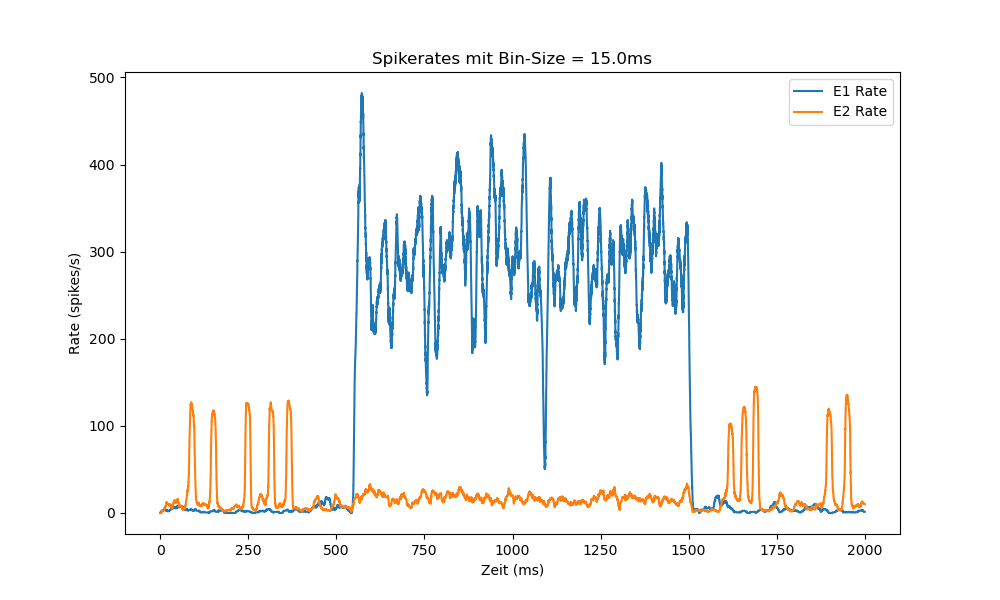 Spikerates mit Bin-Size = 15.0ms
E1 Rate
E2 Rate
Rate (spikes/s)
500
400
300
200
100
0
0 250 500 750 1000 1250 1500 1750 2000
Zeit (ms)